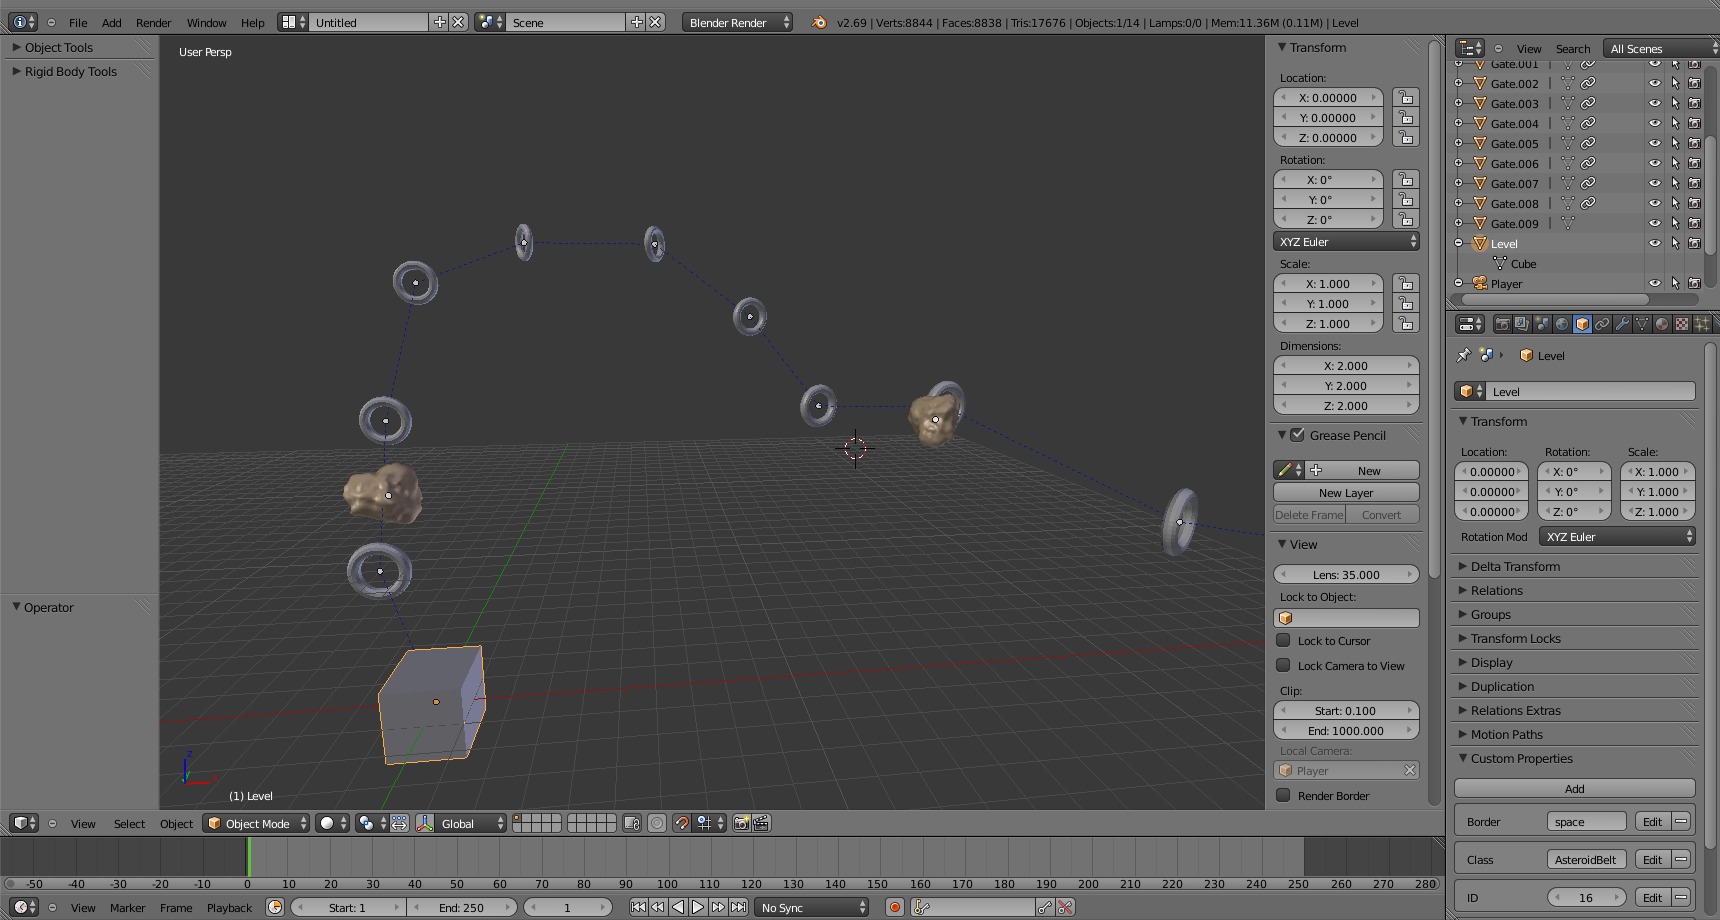 File Add Render Window Help Untitled Scene Blender Render v2.69 | Verts:8844 | Faces:8838 | Tris:17676 | Objects:1/14 | Lamps:0/0 | Mem:11.36M (0.11M) | Level
Object Tools
Rigid Body Tools
Operator
User Persp
(1) Level
Transform
Location:
X: 0.00000
Y: 0.00000
Z: 0.00000
Rotation:
X: 0°
Y: 0°
Z: 0°
XYZ Euler
Scale:
X: 1.000
Y: 1.000
Z: 1.000
Dimensions:
X: 2.000
Y: 2.000
Z: 2.000
Grease Pencil
New
New Layer
Delete Frame Convert
View
Lens: 35.000
Lock to Object:
Lock to Cursor
Lock Camera to View
Clip:
Start: 0.100
End: 1000.000
Local Camera:
Player
Render Border
View Search All Scenes
Gate.001
Gate.002
Gate.003
Gate.004
Gate.005
Gate.006
Gate.007
Gate.008
Gate.009
Level
Cube
Player
Level
Level
Transform
Location: Rotation: Scale:
0.00000 X: 0° X: 1.000
0.00000 Y: 0° Y: 1.000
0.00000 Z: 0° Z: 1.000
Rotation Mod XYZ Euler
Delta Transform
Relations
Groups
Transform Locks
Display
Duplication
Relations Extras
Motion Paths
Custom Properties
Add
Border space Edit
Class AsteroidBelt Edit
ID 16 Edit
View Select Object Object Mode Global
-50 -40 -30 -20 -10 0 10 20 30 40 50 60 70 80 90 100 110 120 130 140 150 160 170 180 190 200 210 220 230 240 250 260 270 280
View Marker Frame Playback Start: 1 End: 250 1 No Sync
z